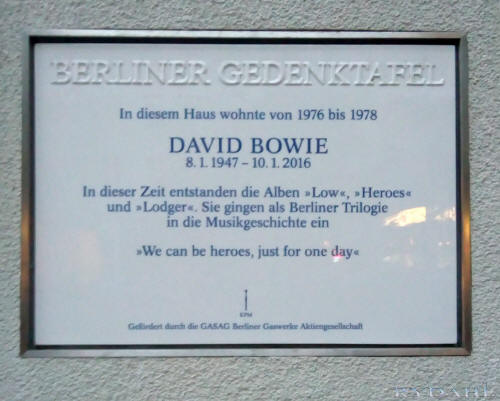 BERLINER GEDENKTAFEL
In diesem Haus wohnte von 1976 bis 1978
DAVID BOWIE
8. 1. 1947 – 10. 1. 2016
In dieser Zeit entstanden die Alben »Low«, »Heroes«
und »Lodger«. Sie gingen als Berliner Trilogie
in die Musikgeschichte ein
»We can be heroes, just for one day«
KPM
Gefördert durch die GASAG Berliner Gaswerke Aktiengesellschaft